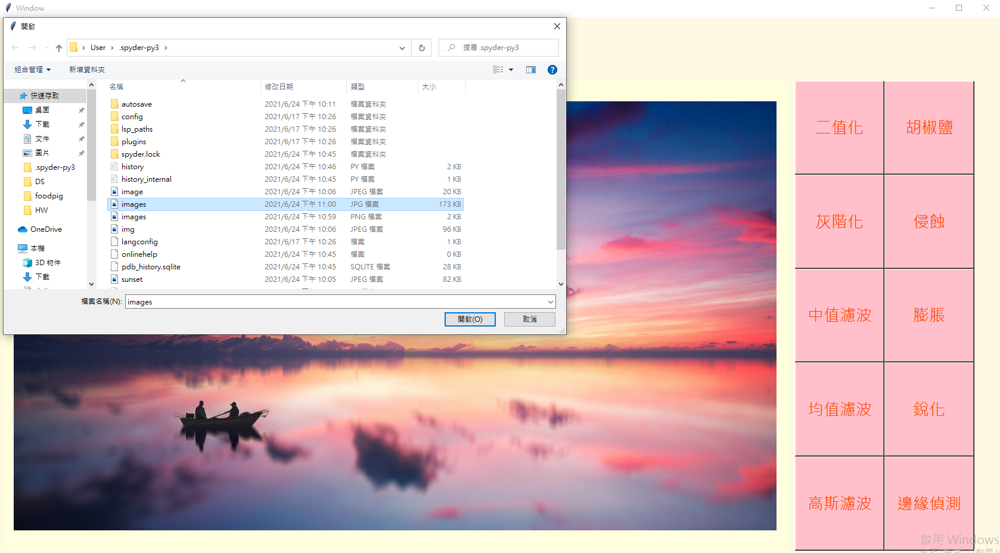 Window
開啟
User › .spyder-py3 ›
搜尋 .spyder-py3
組合管理
新增資料夾
名稱 修改日期 類型 大小
快速存取
桌面
下載
文件
圖片
.spyder-py3
DS
foodpig
HW
OneDrive
本機
3D 物件
下載
autosave 2021/6/24 下午 10:11 檔案資料夾
config 2021/6/17 下午 10:26 檔案資料夾
lsp_paths 2021/6/17 下午 10:26 檔案資料夾
plugins 2021/6/17 下午 10:26 檔案資料夾
spyder.lock 2021/6/24 下午 10:45 檔案資料夾
history 2021/6/24 下午 10:46 PY 檔案 2 KB
history_internal 2021/6/24 下午 10:45 PY 檔案 1 KB
image 2021/6/24 下午 10:06 JPEG 檔案 20 KB
images 2021/6/24 下午 11:00 JPG 檔案 173 KB
images 2021/6/24 下午 10:59 PNG 檔案 2 KB
img 2021/6/24 下午 10:06 JPEG 檔案 96 KB
langconfig 2021/6/17 下午 10:26 檔案 1 KB
onlinehelp 2021/6/24 下午 10:45 檔案 0 KB
pdb_history.sqlite 2021/6/24 下午 10:45 SQLITE 檔案 28 KB
sunset 2021/6/24 下午 10:05 JPEG 檔案 82 KB
檔案名稱(N): images
開啟(O) 取消
二值化 胡椒鹽
灰階化 侵蝕
中值濾波 膨脹
均值濾波 銳化
高斯濾波 邊緣偵測
啟用 Windows